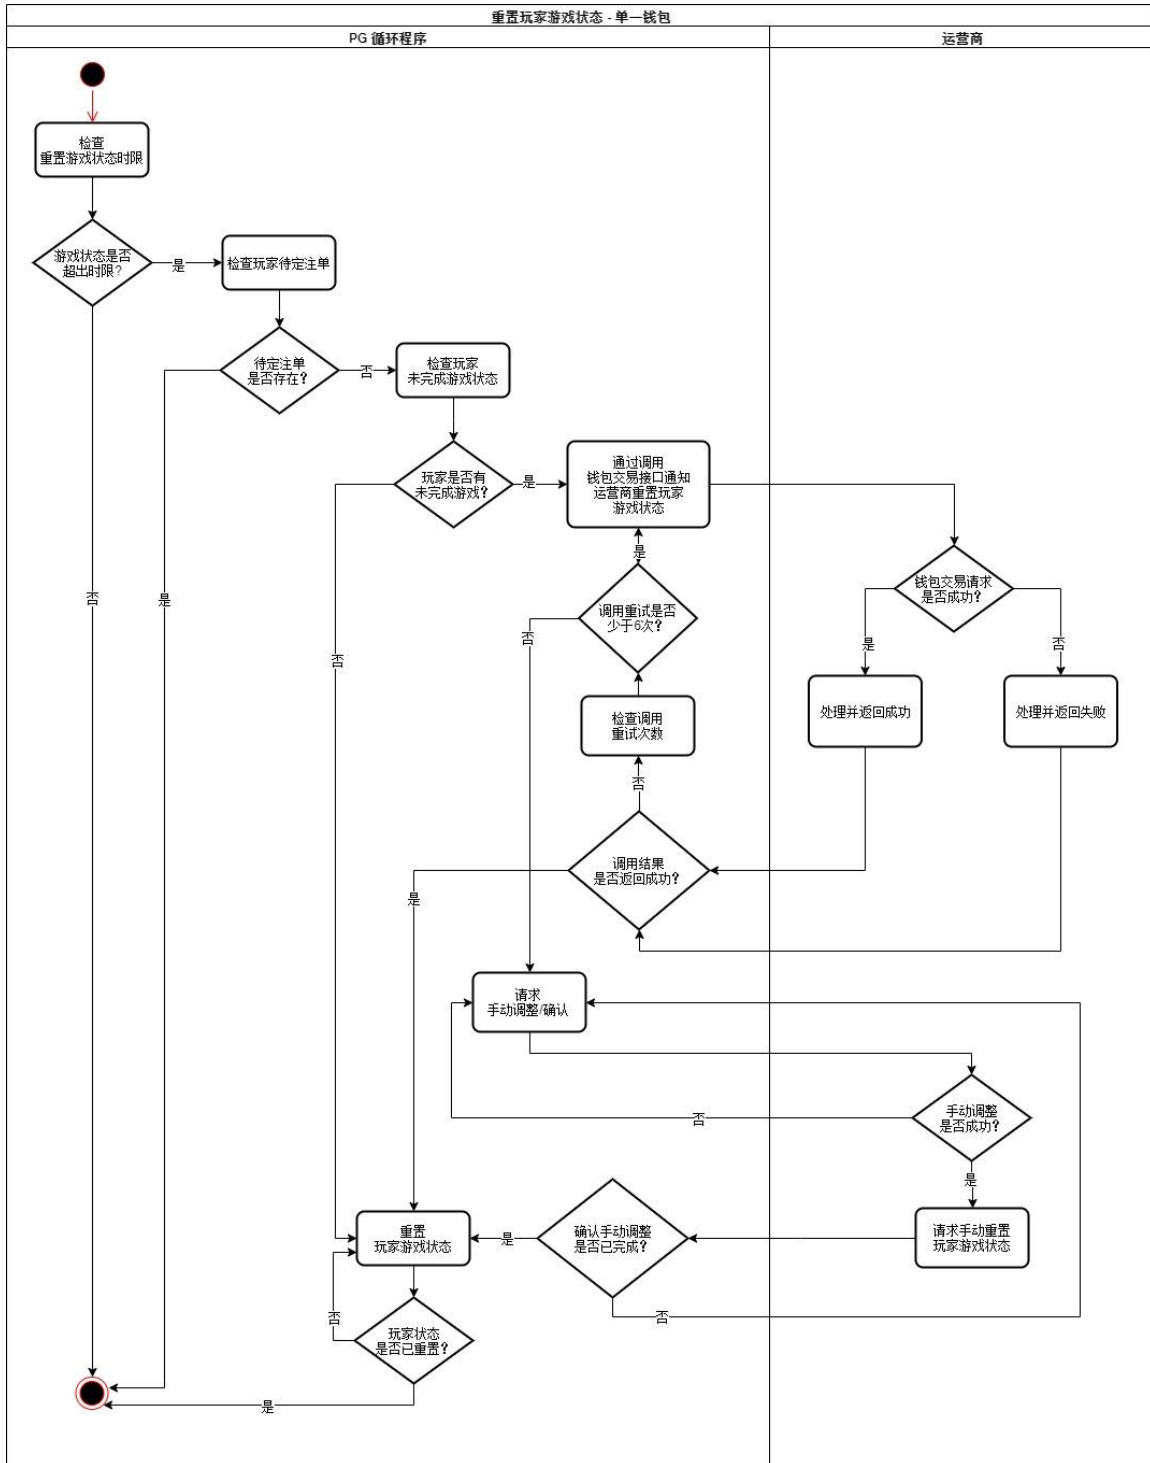 重置玩家游戏状态 - 单一钱包
PG 循环程序
运营商
检查
重置游戏状态时限
游戏状态是否
超出时限?
是
检查玩家待定注单
待定注单
是否存在?
否
检查玩家
未完成游戏状态
玩家是否有
未完成游戏?
是
通过调用
钱包交易接口通知
运营商重置玩家
游戏状态
是
钱包交易请求
是否成功?
否
是
调用重试是否
少于6次?
否
否
是
否
检查调用
重试次数
处理并返回成功
处理并返回失败
否
调用结果
是否返回成功?
是
请求
手动调整/确认
手动调整
是否成功?
否
是
重置
玩家游戏状态
是
确认手动调整
是否已完成?
请求手动重置
玩家游戏状态
否
否
玩家状态
是否已重置?
是